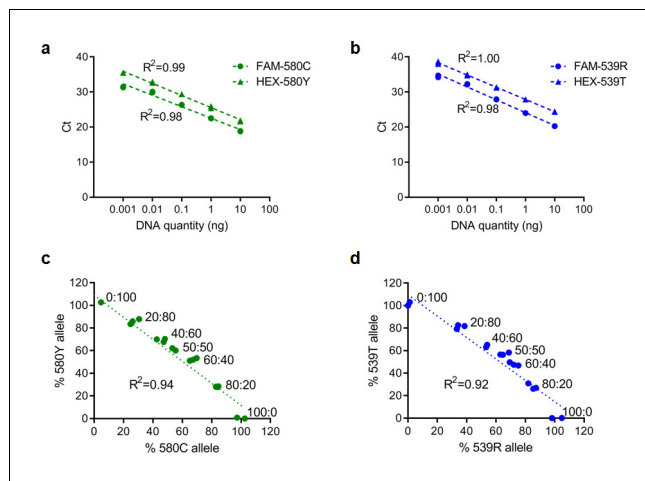 a
40
30
20
10
0
Ct
R²=0.99
R²=0.98
FAM-580C
HEX-580Y
0.001 0.01 0.1 1 10 100
DNA quantity (ng)
b
40
30
20
10
0
Ct
R²=1.00
R²=0.98
FAM-539R
HEX-539T
0.001 0.01 0.1 1 10 100
DNA quantity (ng)
c
120
100
80
60
40
20
0
% 580Y allele
0:100
20:80
40:60
50:50
60:40
80:20
100:0
R²=0.94
0 20 40 60 80 100 120
% 580C allele
d
120
100
80
60
40
20
0
% 539T allele
0:100
20:80
40:60
50:50
60:40
80:20
100:0
R²=0.92
0 20 40 60 80 100 120
% 539R allele